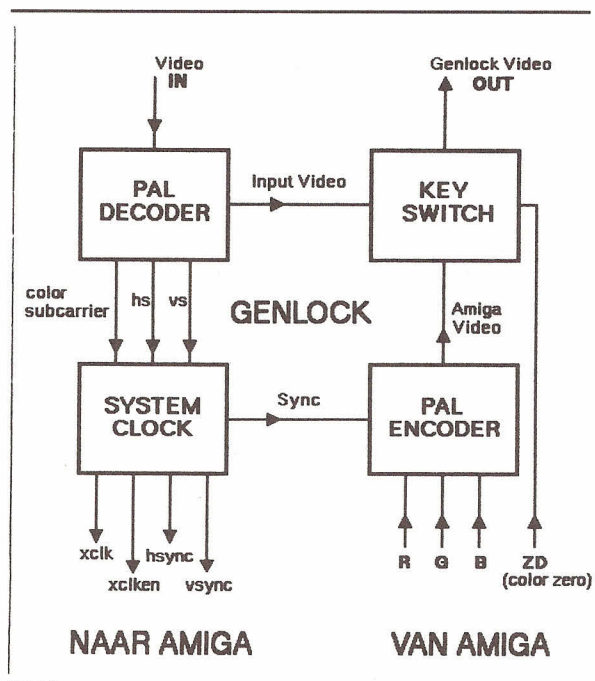 Video
IN
Genlock Video
OUT
PAL
DECODER
Input Video
KEY
SWITCH
color
subcarrier
hs
vs
GENLOCK
Amiga
Video
SYSTEM
CLOCK
Sync
PAL
ENCODER
xclk
xclken
hsync
vsync
R
G
B
ZD
(color zero)
NAAR AMIGA
VAN AMIGA